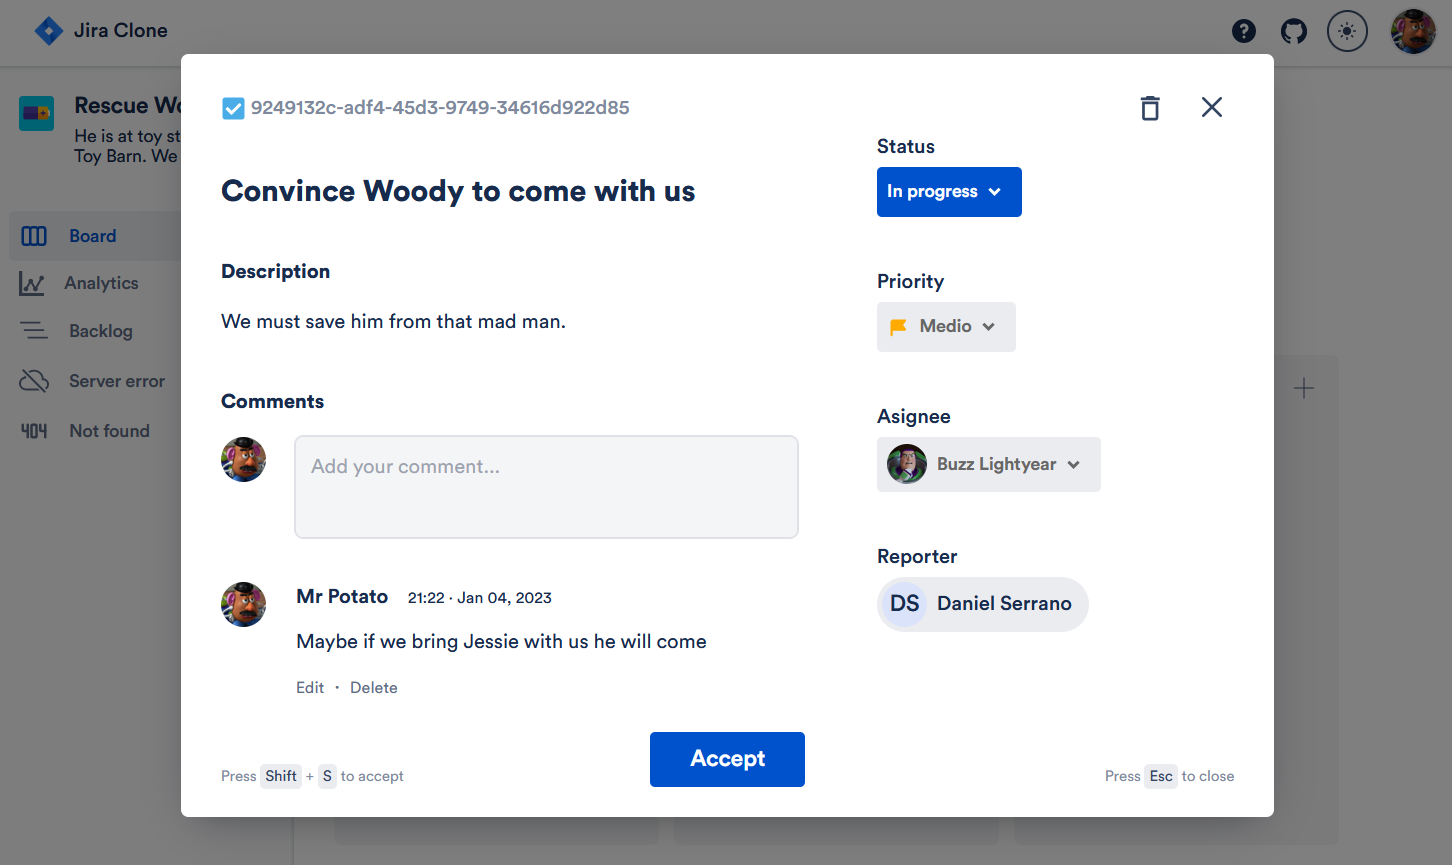 Jira Clone
Rescue Wo
He is at toy st
Toy Barn. We
Board
Analytics
Backlog
Server error
404 Not found
9249132c-adf4-45d3-9749-34616d922d85
Convince Woody to come with us
Description
We must save him from that mad man.
Comments
Add your comment...
Mr Potato 21:22 · Jan 04, 2023
Maybe if we bring Jessie with us he will come
Edit · Delete
Status
In progress
Priority
Medio
Asignee
Buzz Lightyear
Reporter
DS Daniel Serrano
Accept
Press Shift + S to accept
Press Esc to close